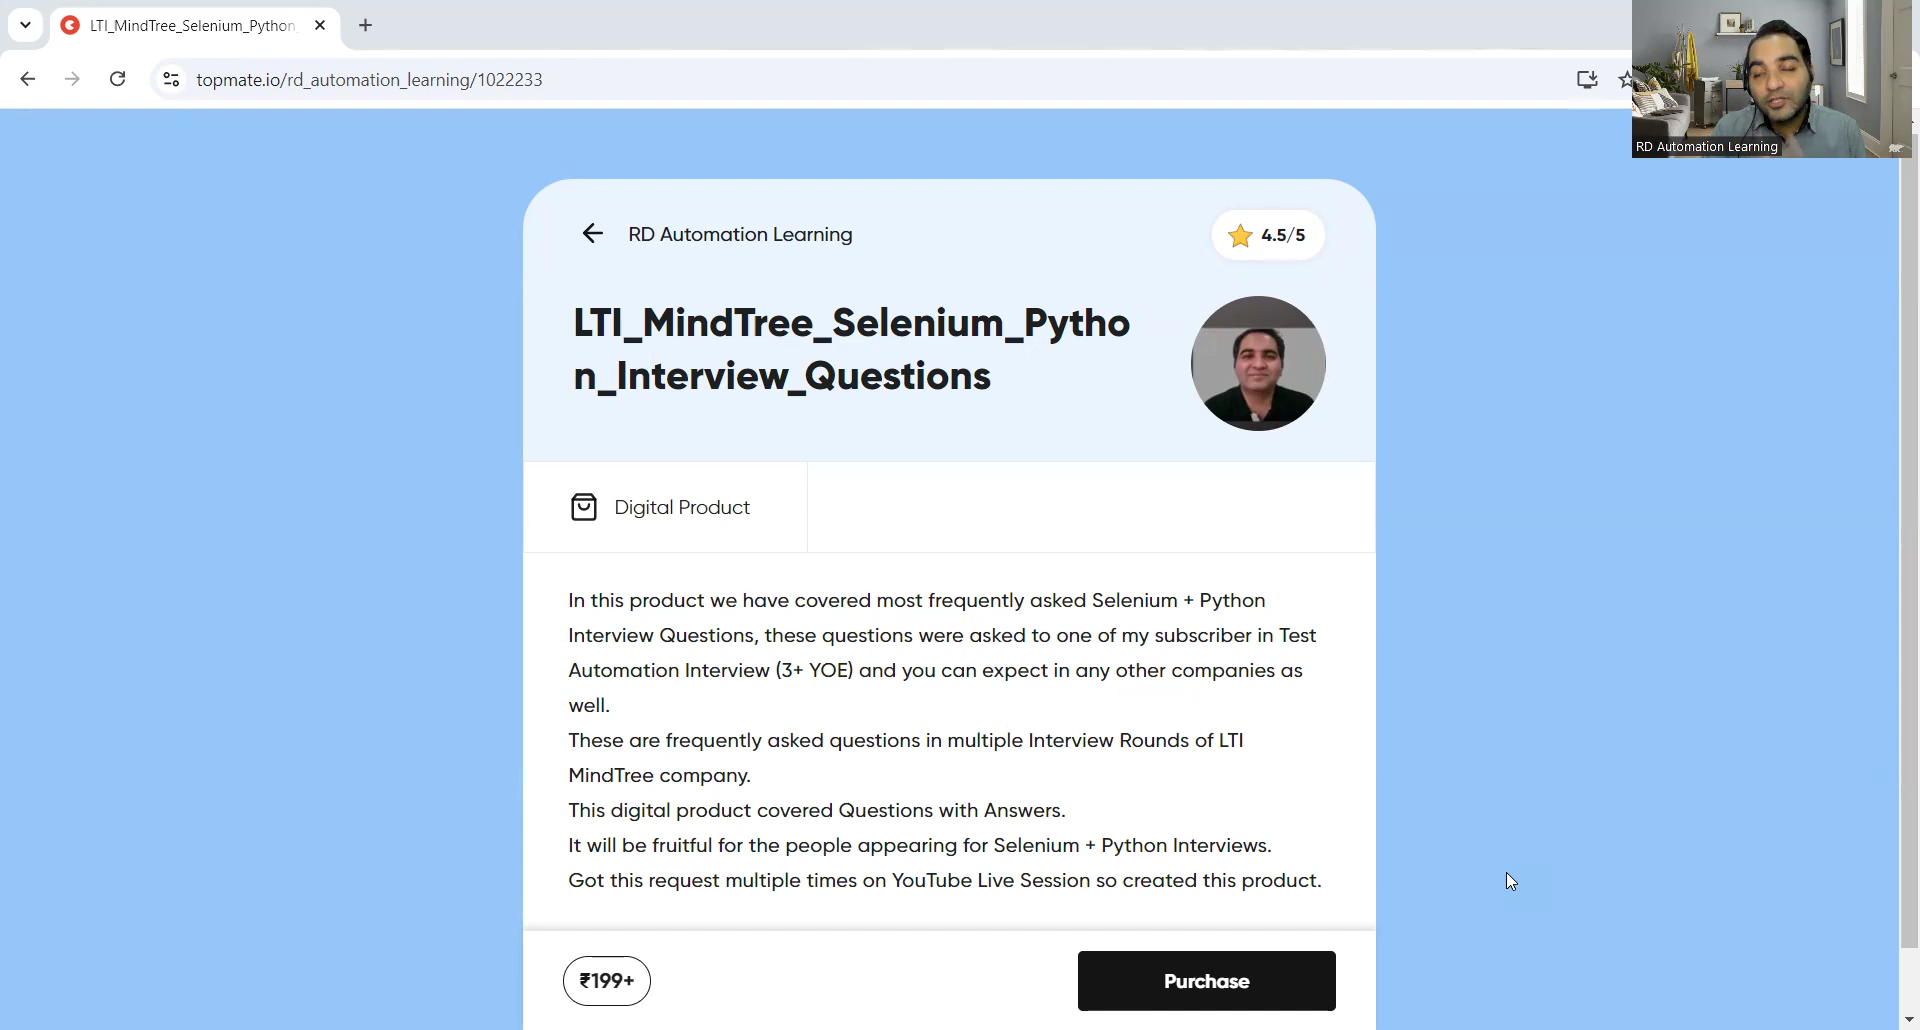 LTI_MindTree_Selenium_Python_
topmate.io/rd_automation_learning/1022233
RD Automation Learning
RD Automation Learning
4.5/5
LTI_MindTree_Selenium_Pytho
n_Interview_Questions
Digital Product
In this product we have covered most frequently asked Selenium + Python
Interview Questions, these questions were asked to one of my subscriber in Test
Automation Interview (3+ YOE) and you can expect in any other companies as
well.
These are frequently asked questions in multiple Interview Rounds of LTI
MindTree company.
This digital product covered Questions with Answers.
It will be fruitful for the people appearing for Selenium + Python Interviews.
Got this request multiple times on YouTube Live Session so created this product.
₹199+
Purchase